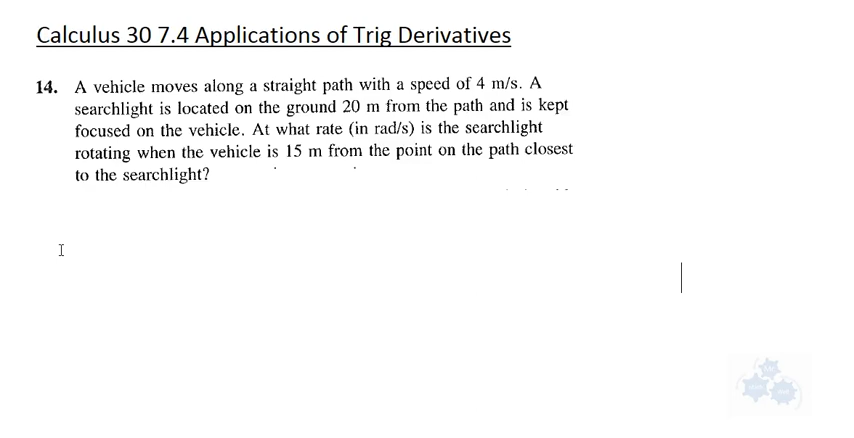 Calculus 30 7.4 Applications of Trig Derivatives
14. A vehicle moves along a straight path with a speed of 4 m/s. A
searchlight is located on the ground 20 m from the path and is kept
focused on the vehicle. At what rate (in rad/s) is the searchlight
rotating when the vehicle is 15 m from the point on the path closest
to the searchlight?